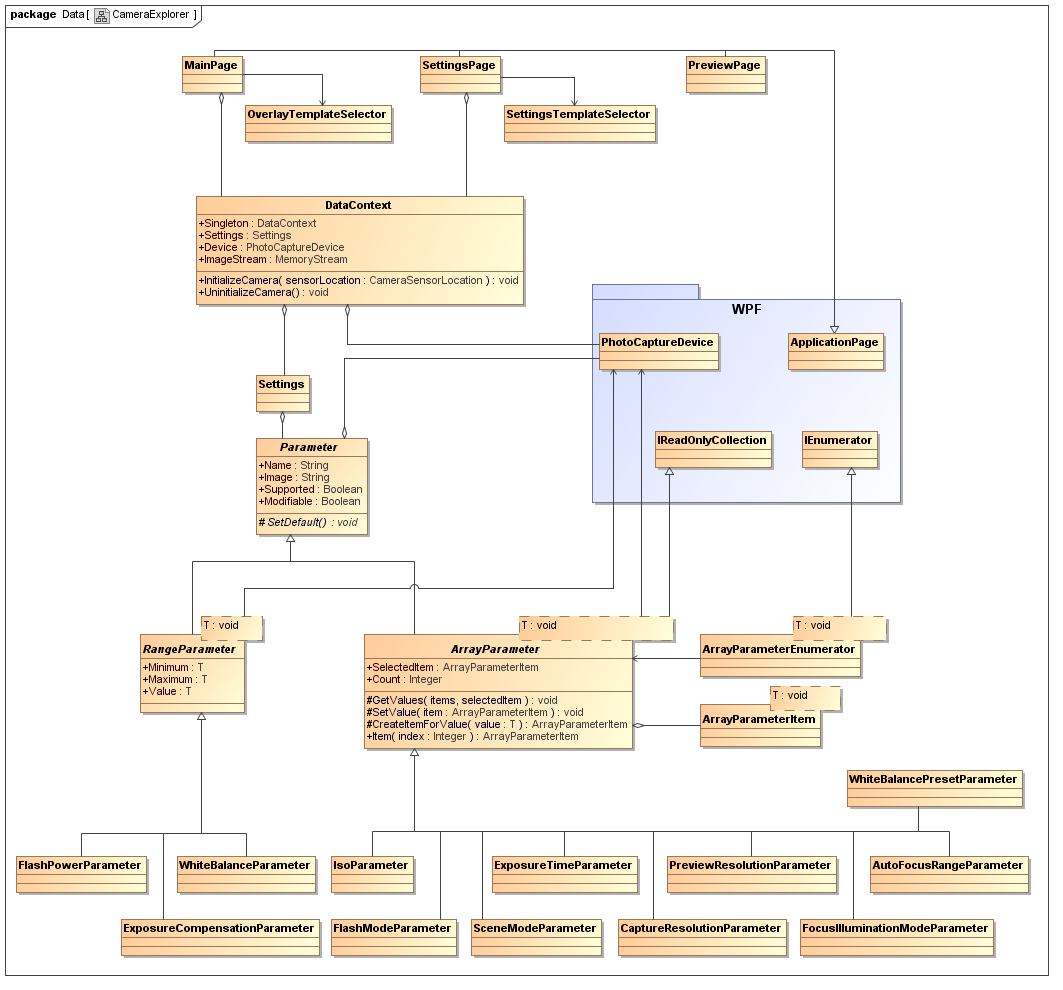 package Data [ CameraExplorer ]
MainPage
SettingsPage
PreviewPage
OverlayTemplateSelector
SettingsTemplateSelector
DataContext
+Singleton : DataContext
+Settings : Settings
+Device : PhotoCaptureDevice
+ImageStream : MemoryStream
+InitializeCamera( sensorLocation : CameraSensorLocation ) : void
+UninitializeCamera() : void
WPF
PhotoCaptureDevice
ApplicationPage
Settings
IReadOnlyCollection
IEnumerator
Parameter
+Name : String
+Image : String
+Supported : Boolean
+Modifiable : Boolean
# SetDefault() : void
T : void
RangeParameter
+Minimum : T
+Maximum : T
+Value : T
T : void
ArrayParameter
+SelectedItem : ArrayParameterItem
+Count : Integer
#GetValues( items, selectedItem ) : void
#SetValue( item : ArrayParameterItem ) : void
#CreateItemForValue( value : T ) : ArrayParameterItem
+Item( index : Integer ) : ArrayParameterItem
T : void
ArrayParameterEnumerator
T : void
ArrayParameterItem
WhiteBalancePresetParameter
FlashPowerParameter
WhiteBalanceParameter
IsoParameter
ExposureTimeParameter
PreviewResolutionParameter
AutoFocusRangeParameter
ExposureCompensationParameter
FlashModeParameter
SceneModeParameter
CaptureResolutionParameter
FocusIlluminationModeParameter